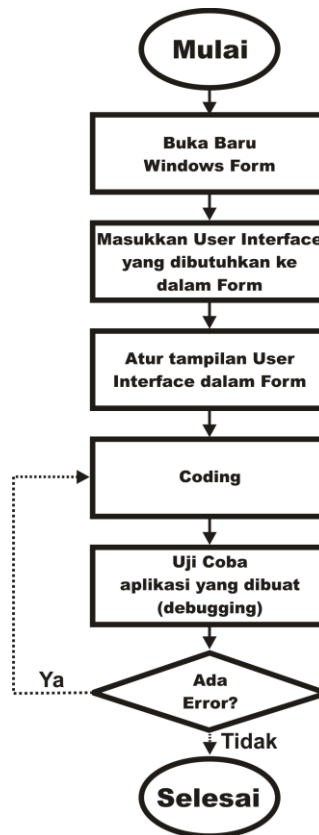 Mulai
Buka Baru
Windows Form
Masukkan User Interface
yang dibutuhkan ke
dalam Form
Atur tampilan User
Interface dalam Form
Coding
Uji Coba
aplikasi yang dibuat
(debugging)
Ada
Error?
Ya
Tidak
Selesai